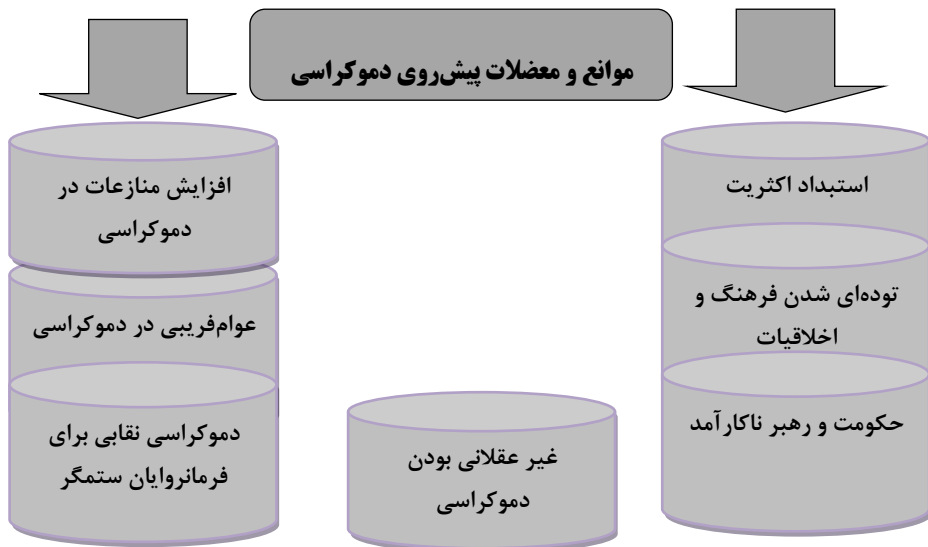 موانع و معضلات پیش‌روی دموکراسی
استبداد اکثریت
توده‌ای شدن فرهنگ و
اخلاقیات
حکومت و رهبر ناکارآمد
غیر عقلانی بودن
دموکراسی
افزایش منازعات در
دموکراسی
عوام‌فریبی در دموکراسی
دموکراسی نقابی برای
فرمانروایان ستمگر